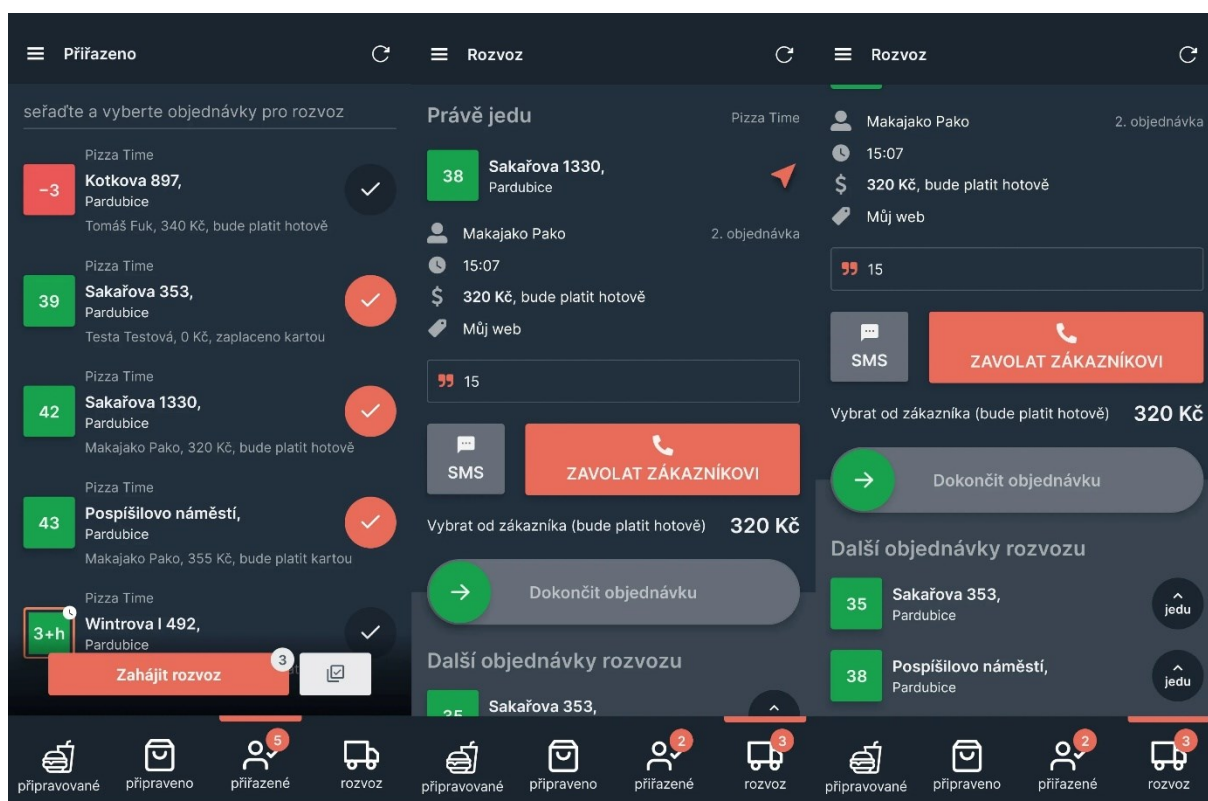 Přiřazeno
seřaďte a vyberte objednávky pro rozvoz
Pizza Time
-3
Kotkova 897,
Pardubice
Tomáš Fuk, 340 Kč, bude platit hotově
Pizza Time
39
Sakařova 353,
Pardubice
Testa Testová, 0 Kč, zaplaceno kartou
Pizza Time
42
Sakařova 1330,
Pardubice
Makajako Pako, 320 Kč, bude platit hotově
Pizza Time
43
Pospíšilovo náměstí,
Pardubice
Makajako Pako, 355 Kč, bude platit kartou
Pizza Time
3+h
Wintrova I 492,
Pardubice
Zahájit rozvoz
3
připravované
připraveno
5
přiřazené
rozvoz
Rozvoz
Právě jedu
Pizza Time
38
Sakařova 1330,
Pardubice
Makajako Pako
2. objednávka
15:07
320 Kč, bude platit hotově
Můj web
15
SMS
ZAVOLAT ZÁKAZNÍKOVI
Vybrat od zákazníka (bude platit hotově) 320 Kč
Dokončit objednávku
Další objednávky rozvozu
35
Sakařova 353,
připravované
připraveno
2
přiřazené
3
rozvoz
Rozvoz
Makajako Pako
2. objednávka
15:07
320 Kč, bude platit hotově
Můj web
15
SMS
ZAVOLAT ZÁKAZNÍKOVI
Vybrat od zákazníka (bude platit hotově) 320 Kč
Dokončit objednávku
Další objednávky rozvozu
35
Sakařova 353,
Pardubice
jedu
38
Pospíšilovo náměstí,
Pardubice
jedu
připravované
připraveno
2
přiřazené
3
rozvoz